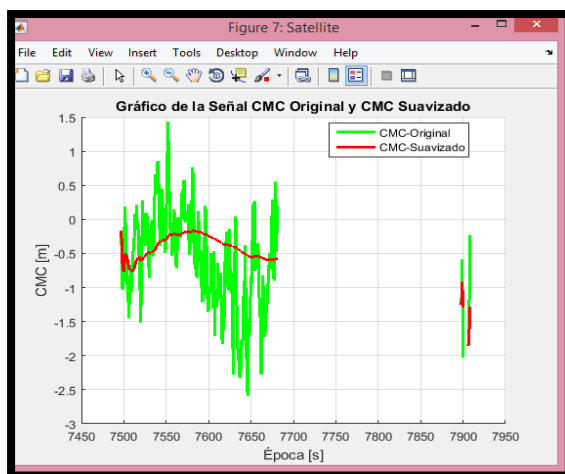 Figure 7: Satellite
File Edit View Insert Tools Desktop Window Help
Gráfico de la Señal CMC Original y CMC Suavizado
CMC-Original
CMC-Suavizado
1.5
1
0.5
0
-0.5
-1
-1.5
-2
-2.5
-3
CMC [m]
7450 7500 7550 7600 7650 7700 7750 7800 7850 7900 7950
Época [s]